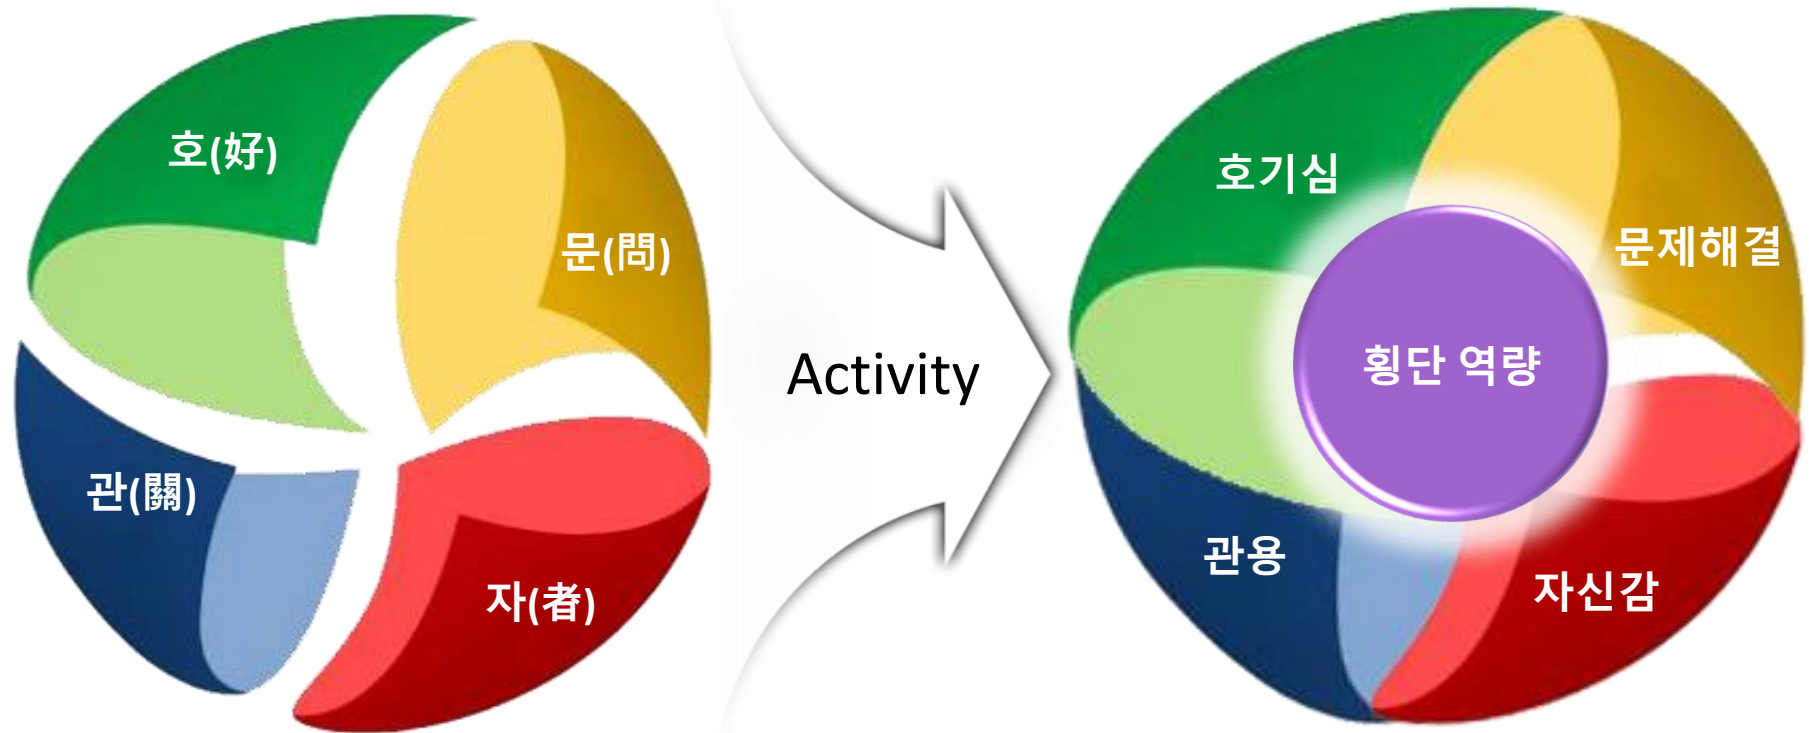 호(好)
문(問)
관(關)
자(者)
Activity
호기심
문제해결
횡단 역량
관용
자신감